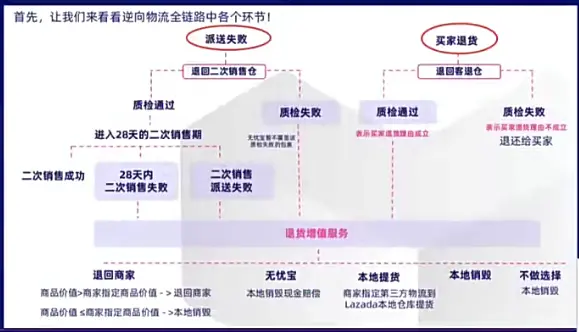 首先，让我们来看看逆向物流全链路中各个环节！
派送失败
买家退货
退回二次销售仓
退回客退仓
质检通过
质检失败
质检通过
质检失败
无忧宝暂不覆盖该
质检失败的包裹
表示买家退货理由成立
表示买家退货理由不成立
退还给买家
进入28天的二次销售期
二次销售成功
28天内
二次销售失败
二次销售
派送失败
退货增值服务
退回商家
无忧宝
本地提货
本地销毁
不做选择
商品价值>商家指定商品价值 - > 退回商家
本地销毁现金赔偿
商家指定第三方物流到
Lazada本地仓库提货
本地销毁
商品价值 ≤商家指定商品价值 - >本地销毁